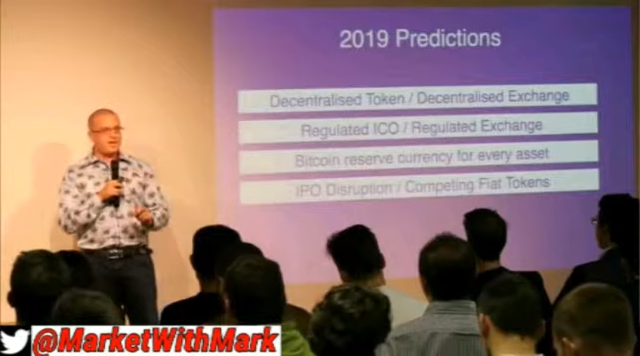 2019 Predictions
Decentralised Token / Decentralised Exchange
Regulated ICO / Regulated Exchange
Bitcoin reserve currency for every asset
IPO Disruption / Competing Fiat Tokens
@MarketWithMark